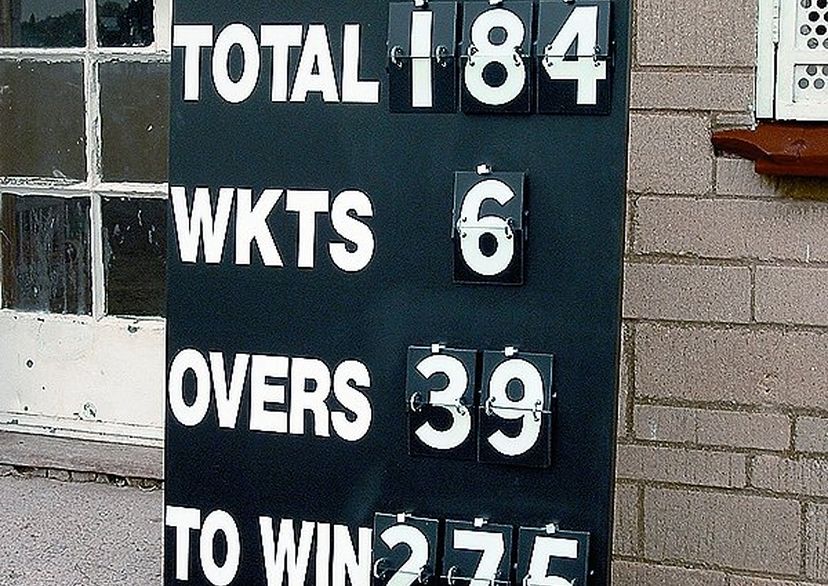 TOTAL 184
WKTS 6
OVERS 39
TO WIN 275